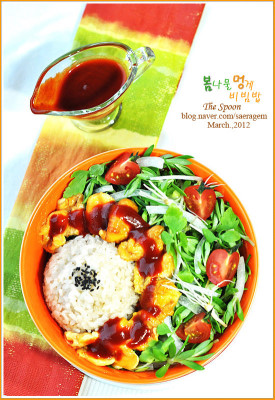 봄나물 멍게
비빔밥
The Spoon
blog.naver.com/saeragem
March.,2012